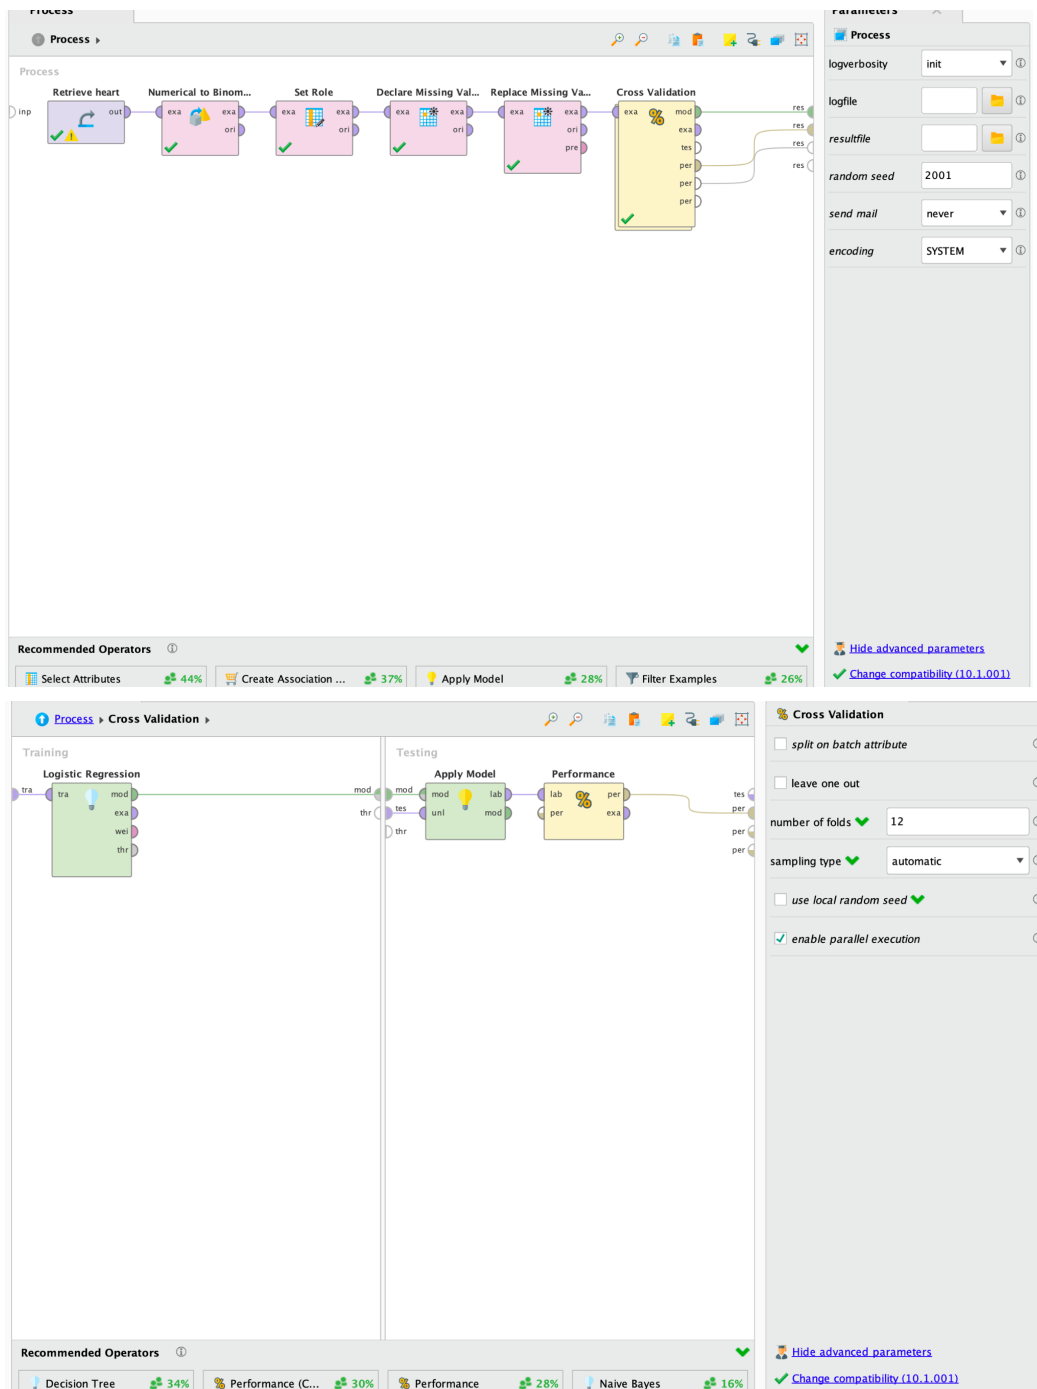 Process
Parameters
Process
Process
logverbosity
init
logfile
resultfile
random seed
2001
send mail
never
encoding
SYSTEM
Process
Retrieve heart
Numerical to Binom...
Set Role
Declare Missing Val...
Replace Missing Va...
Cross Validation
inp
out
exa exa
ori
exa exa
ori
exa exa
ori
exa exa
ori
pre
exa mod
exa
tes
per
per
per
res
res
res
res
Recommended Operators
Select Attributes 44%
Create Association ... 37%
Apply Model 28%
Filter Examples 26%
Hide advanced parameters
Change compatibility (10.1.001)
Process Cross Validation
Cross Validation
split on batch attribute
leave one out
number of folds
12
sampling type
automatic
use local random seed
enable parallel execution
Training
Logistic Regression
tra
tra mod
exa
wei
thr
mod
thr
Testing
Apply Model
Performance
mod
tes
thr
mod lab
unl mod
lab per
per exa
tes
per
per
per
Recommended Operators
Decision Tree 34%
Performance (C... 30%
Performance 28%
Naive Bayes 16%
Hide advanced parameters
Change compatibility (10.1.001)